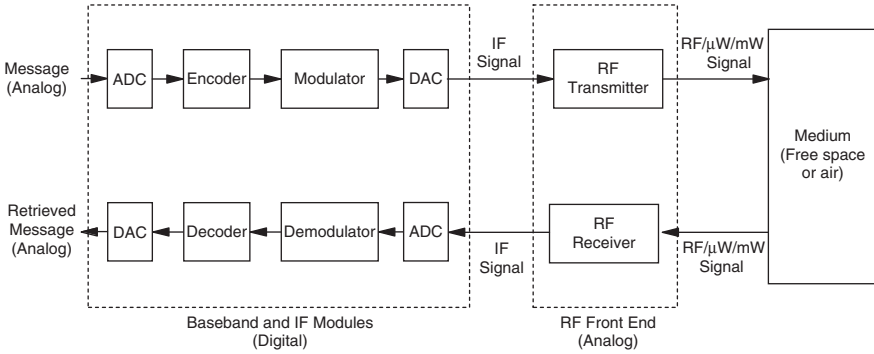 Message
(Analog)
ADC
Encoder
Modulator
DAC
IF
Signal
RF
Transmitter
RF/μW/mW
Signal
Medium
(Free space
or air)
Retrieved
Message
(Analog)
DAC
Decoder
Demodulator
ADC
IF
Signal
RF
Receiver
RF/μW/mW
Signal
Baseband and IF Modules
(Digital)
RF Front End
(Analog)